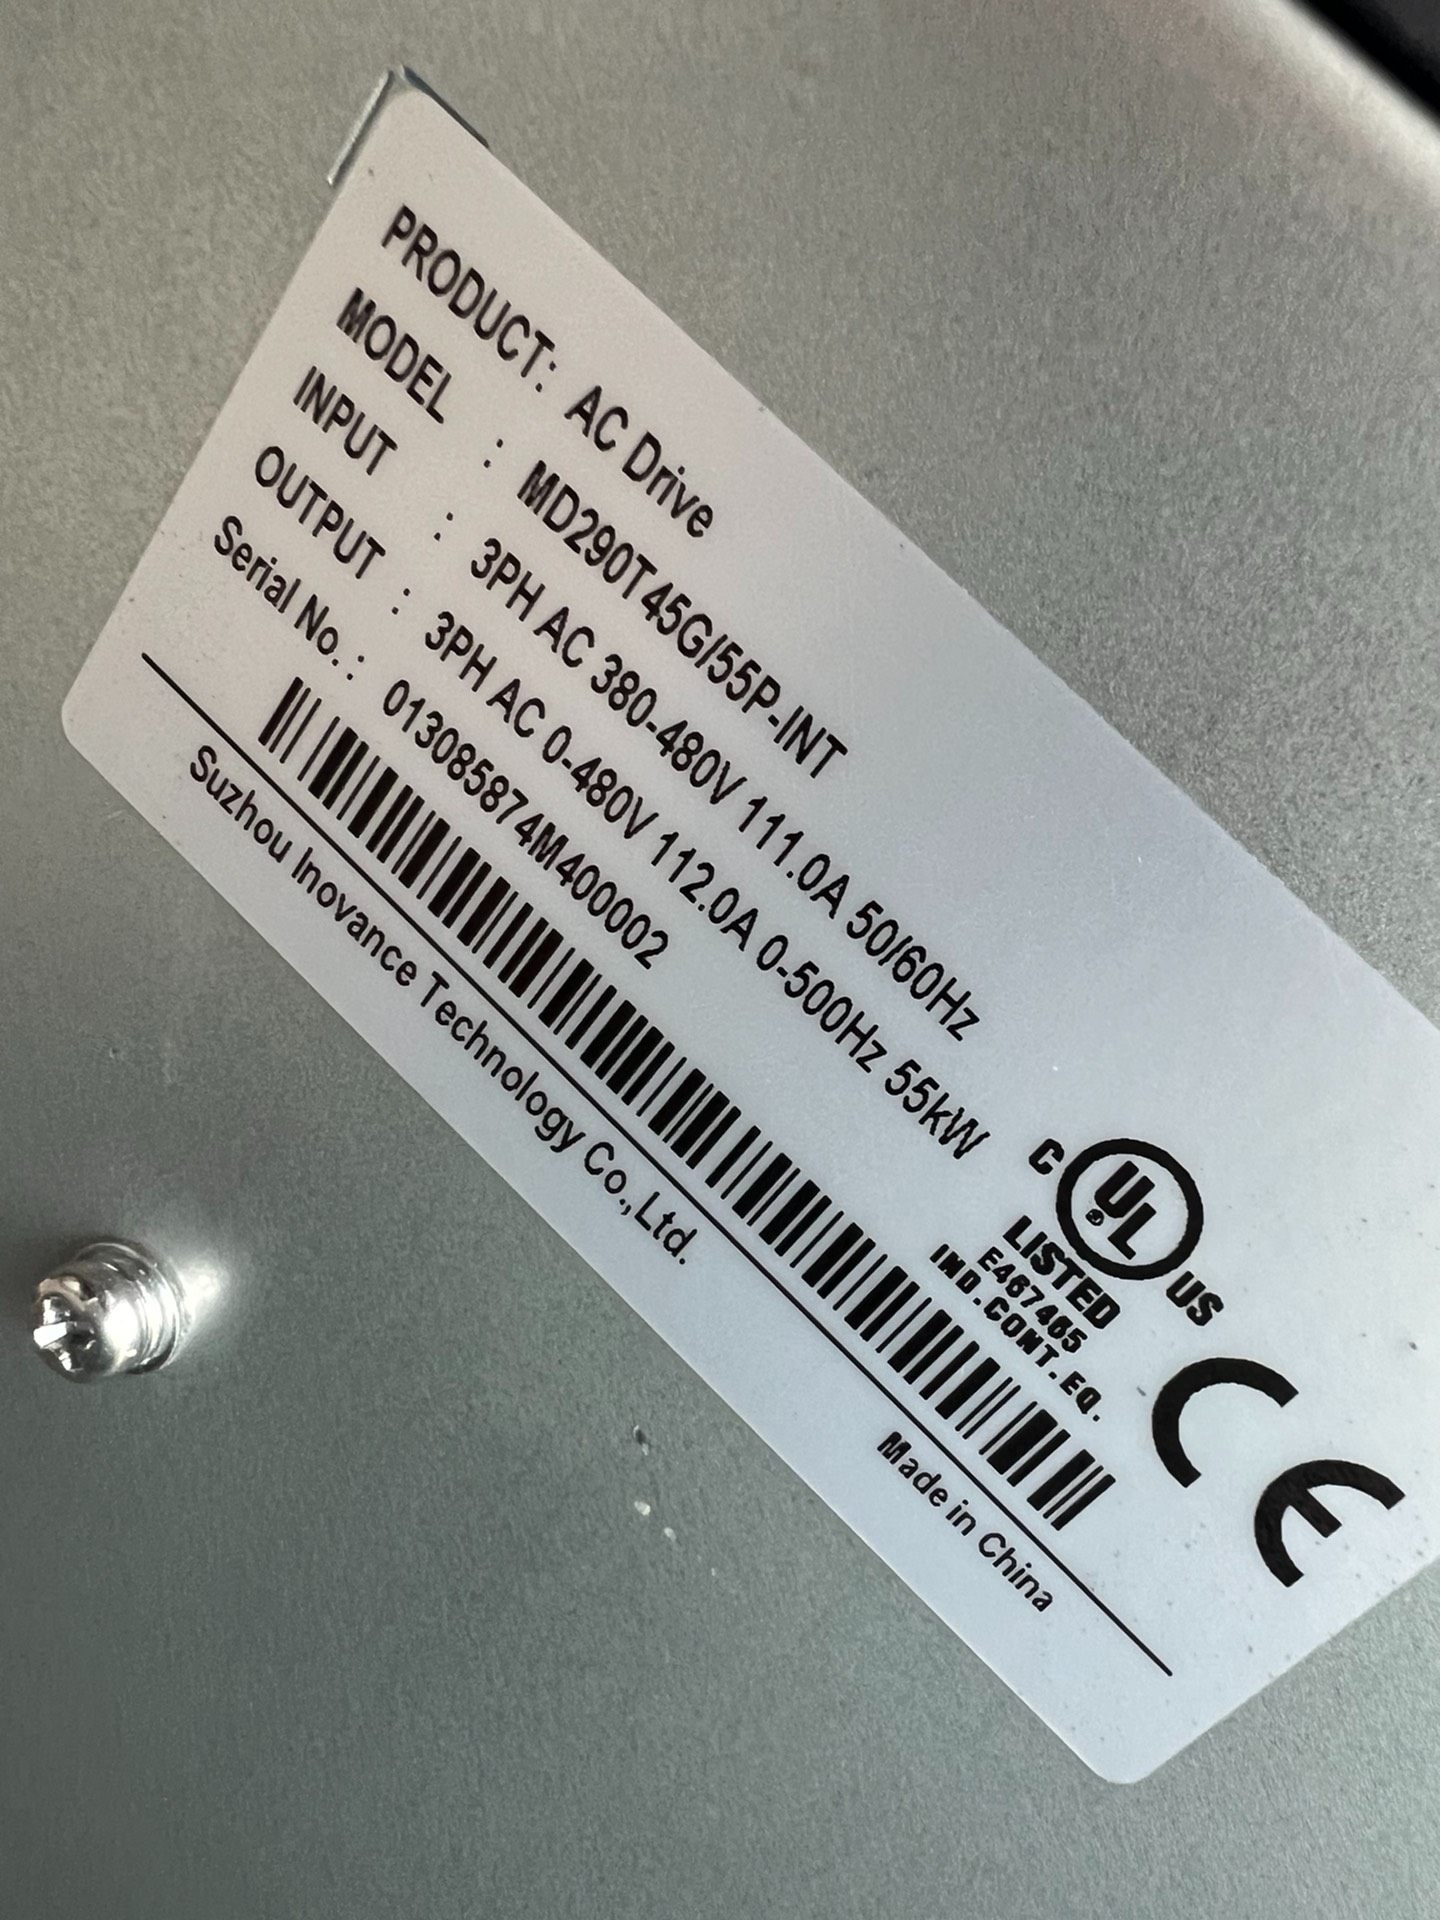 PRODUCT: AC Drive
MODEL : MD290T45G/55P-INT
INPUT : 3PH AC 380-480V 111.0A 50/60Hz
OUTPUT : 3PH AC 0-480V 112.0A 0-500Hz 55kW
Serial No.: 013085874M400002
C UL US
®
LISTED
E467465
IND.CONT.EQ.
CE
Suzhou Inovance Technology Co.,Ltd.
Made in China